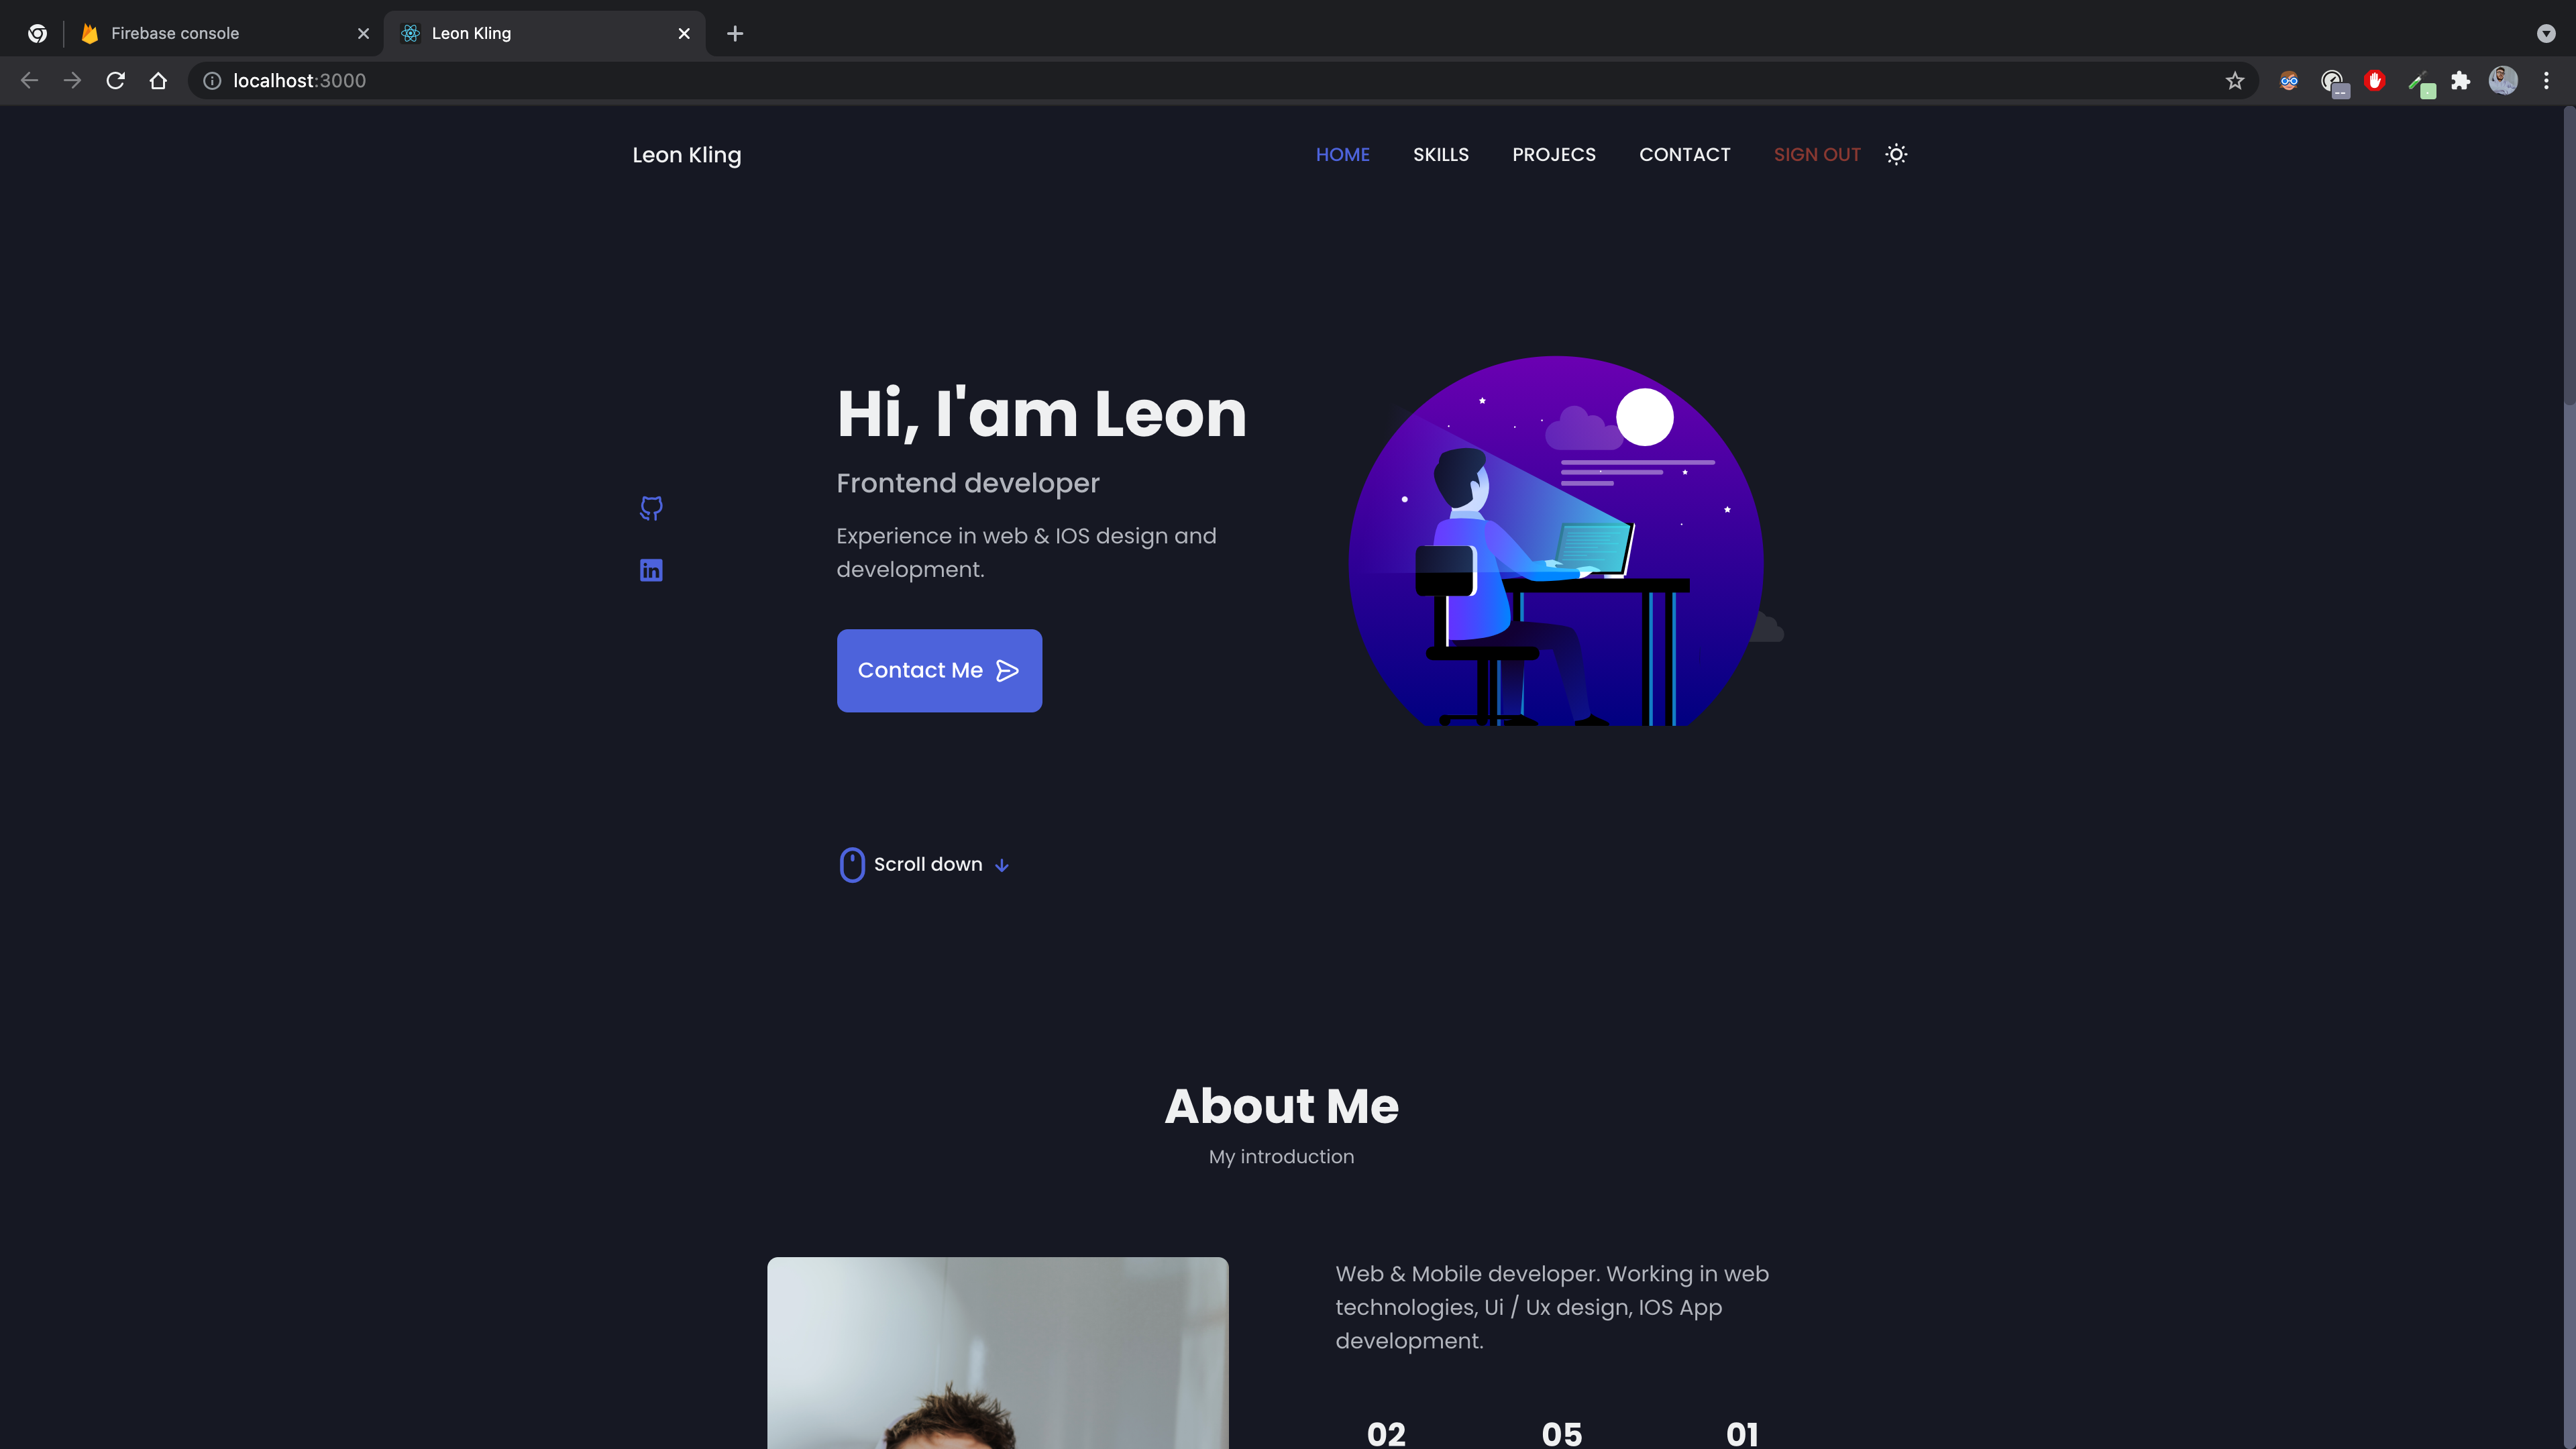 Firebase console
Leon Kling
localhost:3000
Leon Kling
HOME SKILLS PROJECS CONTACT SIGN OUT
Hi, I'am Leon
Frontend developer
Experience in web & IOS design and
development.
Contact Me
Scroll down
About Me
My introduction
Web & Mobile developer. Working in web
technologies, Ui / Ux design, IOS App
development.
02 05 01